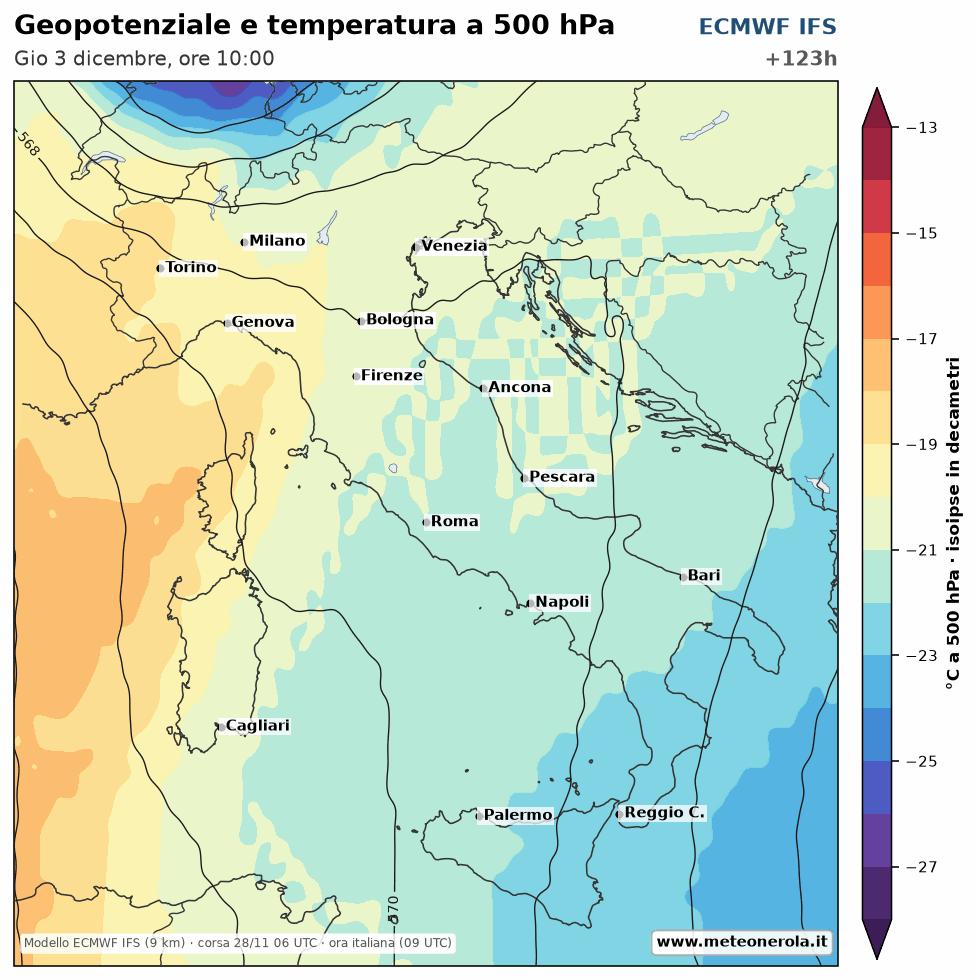 Geopotenziale e temperatura a 500 hPa
ECMWF IFS
Gio 3 dicembre, ore 10:00
+123h
568
Milano
Venezia
Torino
Genova
Bologna
Firenze
Ancona
Pescara
Roma
Bari
Napoli
Cagliari
Palermo
Reggio C.
570
−13
−15
−17
−19
−21
−23
−25
−27
°C a 500 hPa · isoipse in decametri
Modello ECMWF IFS (9 km) · corsa 28/11 06 UTC · ora italiana (09 UTC)
www.meteonerola.it